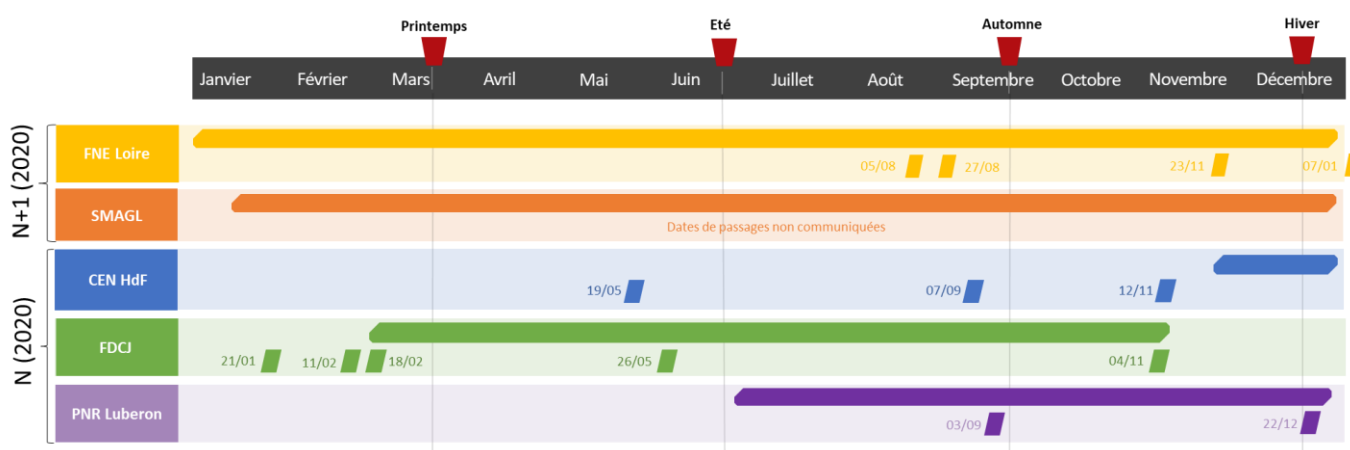 Printemps Eté Automne Hiver
Janvier Février Mars Avril Mai Juin Juillet Août Septembre Octobre Novembre Décembre
N+1 (2020)
FNE Loire
05/08 27/08 23/11 07/01
SMAGL
Dates de passages non communiquées
N (2020)
CEN HdF
19/05 07/09 12/11
FDCJ
21/01 11/02 18/02 26/05 04/11
PNR Luberon
03/09 22/12